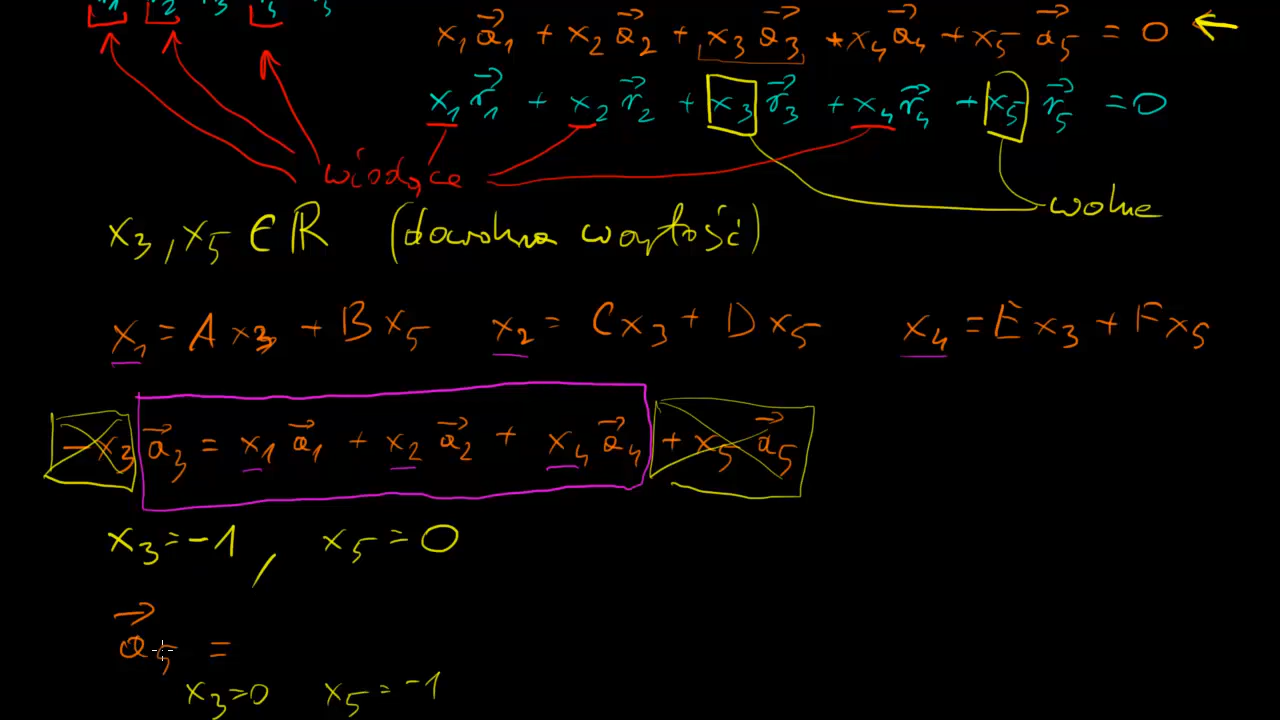 x₁a⃗₁ + x₂a⃗₂ + x₃a⃗₃ + x₄a⃗₄ + x₅a⃗₅ = 0
x₁r⃗₁ + x₂r⃗₂ + x₃r⃗₃ + x₄r⃗₄ + x₅r⃗₅ = 0
wiodące
wolne
x₃, x₅ ∈ ℝ (dowolna wartość)
x₁ = Ax₃ + Bx₅ x₂ = Cx₃ + Dx₅ x₄ = Ex₃ + Fx₅
-x₃a⃗₃ = x₁a⃗₁ + x₂a⃗₂ + x₄a⃗₄ + x₅a⃗₅
x₃ = -1, x₅ = 0
a⃗₅ =
x₃ = 0 x₅ = -1